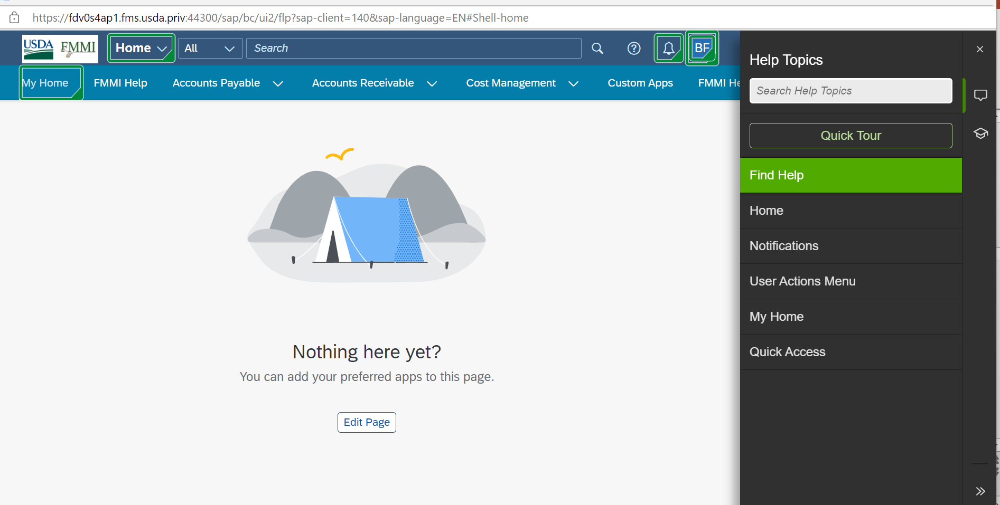 https://fdv0s4ap1.fms.usda.priv:44300/sap/bc/ui2/flp?sap-client=140&sap-language=EN#Shell-home
USDA FMMI Home All Search BF
My Home FMMI Help Accounts Payable Accounts Receivable Cost Management Custom Apps FMMI He
Nothing here yet?
You can add your preferred apps to this page.
Edit Page
Help Topics
Search Help Topics
Quick Tour
Find Help
Home
Notifications
User Actions Menu
My Home
Quick Access